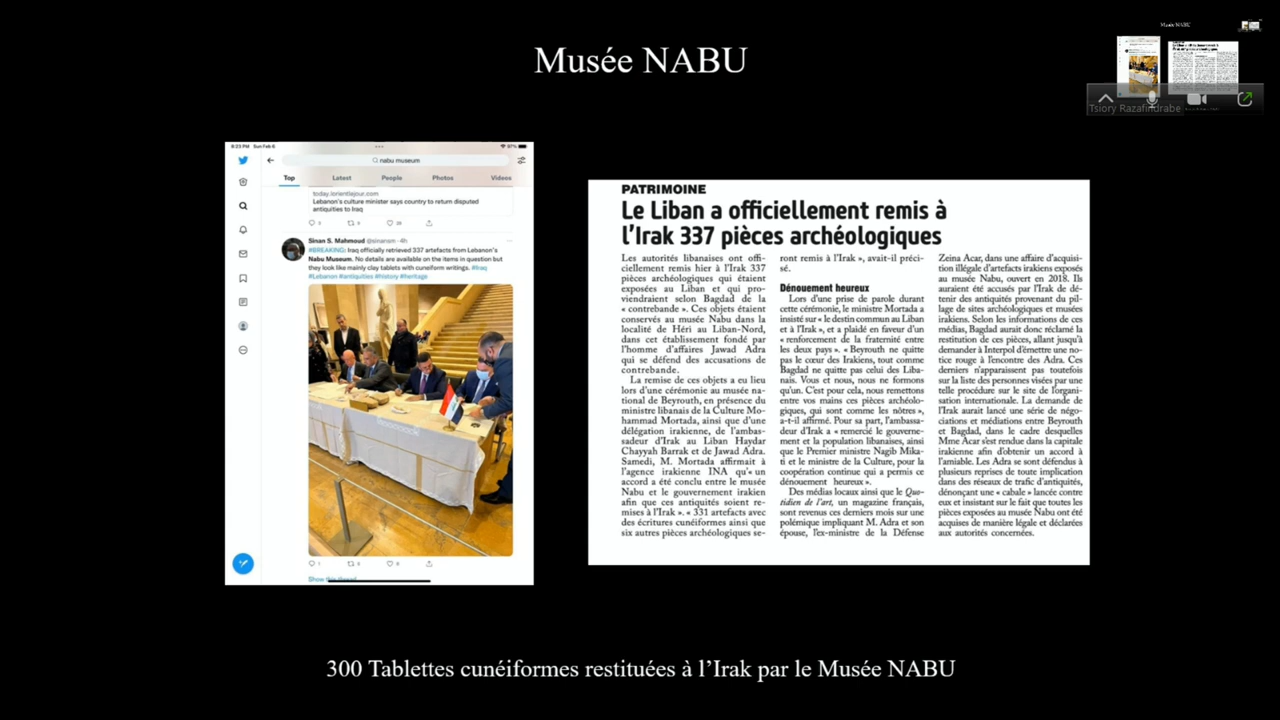 Musée NABU
Musée NABU
Tsiory Razafindrabe
8:23 PM Sun Feb 6
97%
nabu museum
Top Latest People Photos Videos
today.lorientlejour.com
Lebanon's culture minister says country to return disputed
antiquities to Iraq
Sinan S. Mahmoud @sinansm · 4h
#BREAKING: Iraq officially retrieved 337 artefacts from Lebanon's
Nabu Museum. No details are available on the items in question but
they look like mainly clay tablets with cuneiform writings. #Iraq
#Lebanon #antiquities #history #heritage
Show this thread
PATRIMOINE
Le Liban a officiellement remis à
l'Irak 337 pièces archéologiques
Les autorités libanaises ont offi-
ciellement remis hier à l'Irak 337
pièces archéologiques qui étaient
exposées au Liban et qui pro-
viendraient selon Bagdad de la
« contrebande ». Ces objets étaient
conservés au musée Nabu dans la
localité de Héri au Liban-Nord,
dans cet établissement fondé par
l'homme d'affaires Jawad Adra
qui se défend des accusations de
contrebande.
La remise de ces objets a eu lieu
lors d'une cérémonie au musée na-
tional de Beyrouth, en présence du
ministre libanais de la Culture Mo-
hammad Mortada, ainsi que d'une
délégation irakienne, de l'ambas-
sadeur d'Irak au Liban Haydar
Chayyah Barrak et de Jawad Adra.
Samedi, M. Mortada affirmait à
l'agence irakienne INA qu'« un
accord a été conclu entre le musée
Nabu et le gouvernement irakien
afin que ces antiquités soient re-
mises à l'Irak ». « 331 artefacts avec
des écritures cunéiformes ainsi que
six autres pièces archéologiques se-
ront remis à l'Irak », avait-il préci-
sé.
Dénouement heureux
Lors d'une prise de parole durant
cette cérémonie, le ministre Mortada a
insisté sur « le destin commun au Liban
et à l'Irak », et a plaidé en faveur d'un
« renforcement de la fraternité entre
les deux pays ». « Beyrouth ne quitte
pas le cœur des Irakiens, tout comme
Bagdad ne quitte pas celui des Liba-
nais. Vous et nous, nous ne formons
qu'un. C'est pour cela, nous remettons
entre vos mains ces pièces archéolo-
giques, qui sont comme les nôtres »,
a-t-il affirmé. Pour sa part, l'ambassa-
deur d'Irak a « remercié le gouverne-
ment et la population libanaises, ainsi
que le Premier ministre Nagib Mika-
ti et le ministre de la Culture, pour la
coopération continue qui a permis ce
dénouement heureux ».
Des médias locaux ainsi que le Quo-
tidien de l'art, un magazine français,
sont revenus ces derniers mois sur une
polémique impliquant M. Adra et son
épouse, l'ex-ministre de la Défense
Zeina Acar, dans une affaire d'acquisi-
tion illégale d'artefacts irakiens exposés
au musée Nabu, ouvert en 2018. Ils
auraient été accusés par l'Irak de dé-
tenir des antiquités provenant du pil-
lage de sites archéologiques et musées
irakiens. Selon les informations de ces
médias, Bagdad aurait donc réclamé la
restitution de ces pièces, allant jusqu'à
demander à Interpol d'émettre une no-
tice rouge à l'encontre des Adra. Ces
derniers n'apparaissent pas toutefois
sur la liste des personnes visées par une
telle procédure sur le site de l'organi-
sation internationale. La demande de
l'Irak aurait lancé une série de négo-
ciations et médiations entre Beyrouth
et Bagdad, dans le cadre desquelles
Mme Acar s'est rendue dans la capitale
irakienne afin d'obtenir un accord à
l'amiable. Les Adra se sont défendus à
plusieurs reprises de toute implication
dans des réseaux de trafic d'antiquités,
dénonçant une « cabale » lancée contre
eux et insistant sur le fait que toutes les
pièces exposées au musée Nabu ont été
acquises de manière légale et déclarées
aux autorités concernées.
300 Tablettes cunéiformes restituées à l'Irak par le Musée NABU